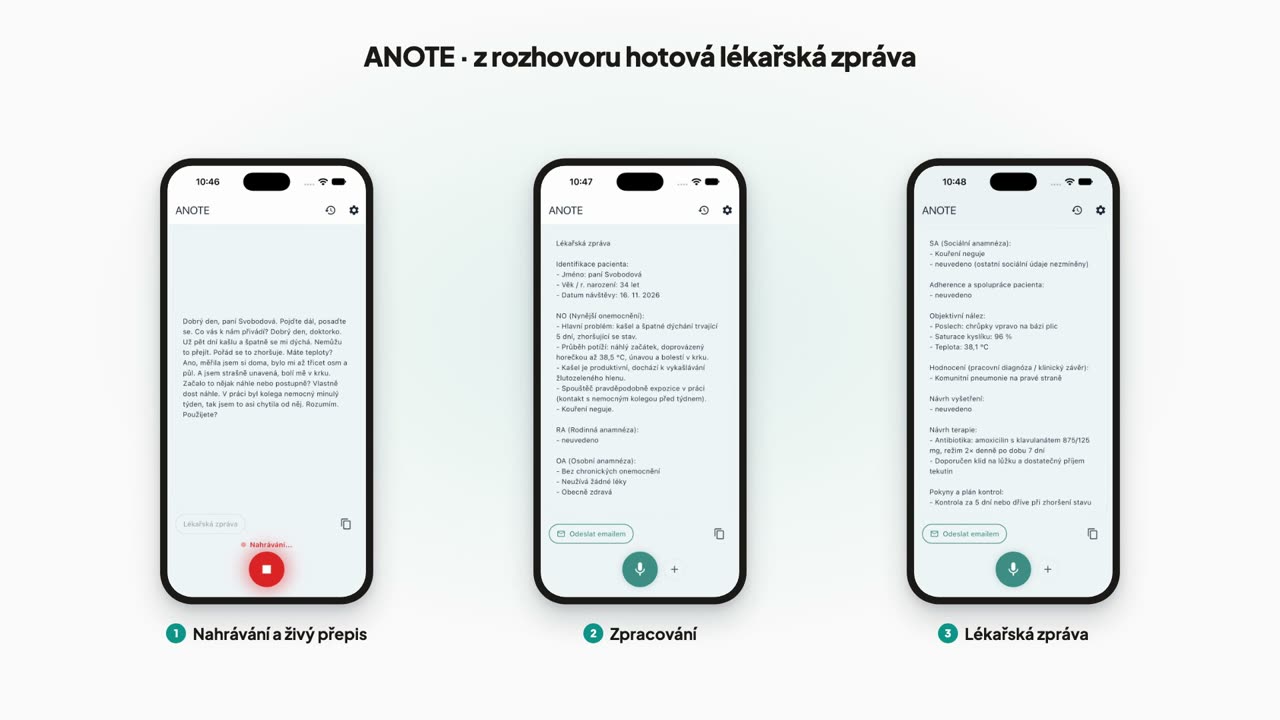 ANOTE · z rozhovoru hotová lékařská zpráva
10:46
ANOTE
Dobrý den, paní Svobodová. Pojďte dál, posaďte
se. Co vás k nám přivádí? Dobrý den, doktorko.
Už pět dní kašlu a špatně se mi dýchá. Nemůžu
to přejít. Pořád se to zhoršuje. Máte teploty?
Ano, měřila jsem si doma, bylo mi až třicet osm a
půl. A jsem strašně unavená, bolí mě v krku.
Začalo to nějak náhle nebo postupně? Vlastně
dost náhle. V práci byl kolega nemocný minulý
týden, tak jsem to asi chytila od něj. Rozumím.
Použijete?
Lékařská zpráva
Nahrávání...
1 Nahrávání a živý přepis
10:47
ANOTE
Lékařská zpráva
Identifikace pacienta:
- Jméno: paní Svobodová
- Věk / r. narození: 34 let
- Datum návštěvy: 16. 11. 2026
NO (Nynější onemocnění):
- Hlavní problém: kašel a špatné dýchání trvající
5 dní, zhoršující se stav.
- Průběh potíží: náhlý začátek, doprovázený
horečkou až 38,5 °C, únavou a bolestí v krku.
- Kašel je produktivní, dochází k vykašlávání
žlutozeleného hlenu.
- Spouštěč pravděpodobně expozice v práci
(kontakt s nemocným kolegou před týdnem).
- Kouření neguje.
RA (Rodinná anamnéza):
- neuvedeno
OA (Osobní anamnéza):
- Bez chronických onemocnění
- Neužívá žádné léky
- Obecně zdravá
Odeslat emailem
2 Zpracování
10:48
ANOTE
SA (Sociální anamnéza):
- Kouření neguje
- neuvedeno (ostatní sociální údaje nezmíněny)
Adherence a spolupráce pacienta:
- neuvedeno
Objektivní nález:
- Poslech: chrůpky vpravo na bázi plic
- Saturace kyslíku: 96 %
- Teplota: 38,1 °C
Hodnocení (pracovní diagnóza / klinický závěr):
- Komunitní pneumonie na pravé straně
Návrh vyšetření:
- neuvedeno
Návrh terapie:
- Antibiotika: amoxicilin s klavulanátem 875/125
mg, režim 2× denně po dobu 7 dní
- Doporučen klid na lůžku a dostatečný příjem
tekutin
Pokyny a plán kontrol:
- Kontrola za 5 dní nebo dříve při zhoršení stavu
Odeslat emailem
3 Lékařská zpráva